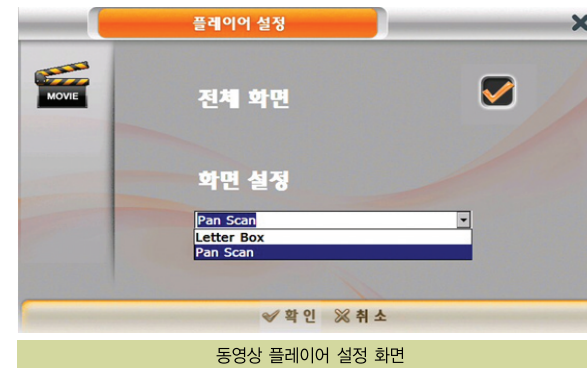 플레이어 설정
MOVIE
전체 화면
화면 설정
Pan Scan
Letter Box
Pan Scan
확인 취소
동영상 플레이어 설정 화면